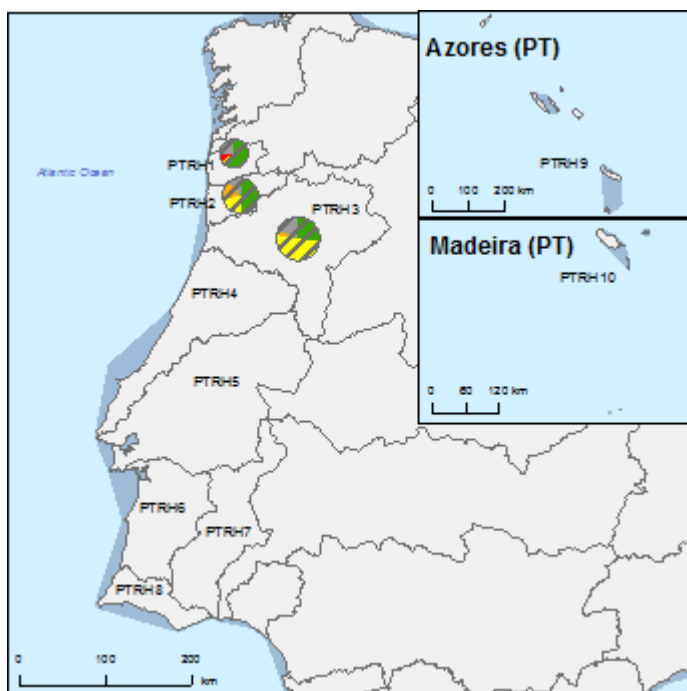 Azores (PT)
PTRH1
Atlantic Ocean
PTRH9
PTRH2
0 100 200 km
PTRH3
Madeira (PT)
PTRH10
PTRH4
PTRH5
0 60 120 km
PTRH6
PTRH7
PTRH8
0 100 200
km